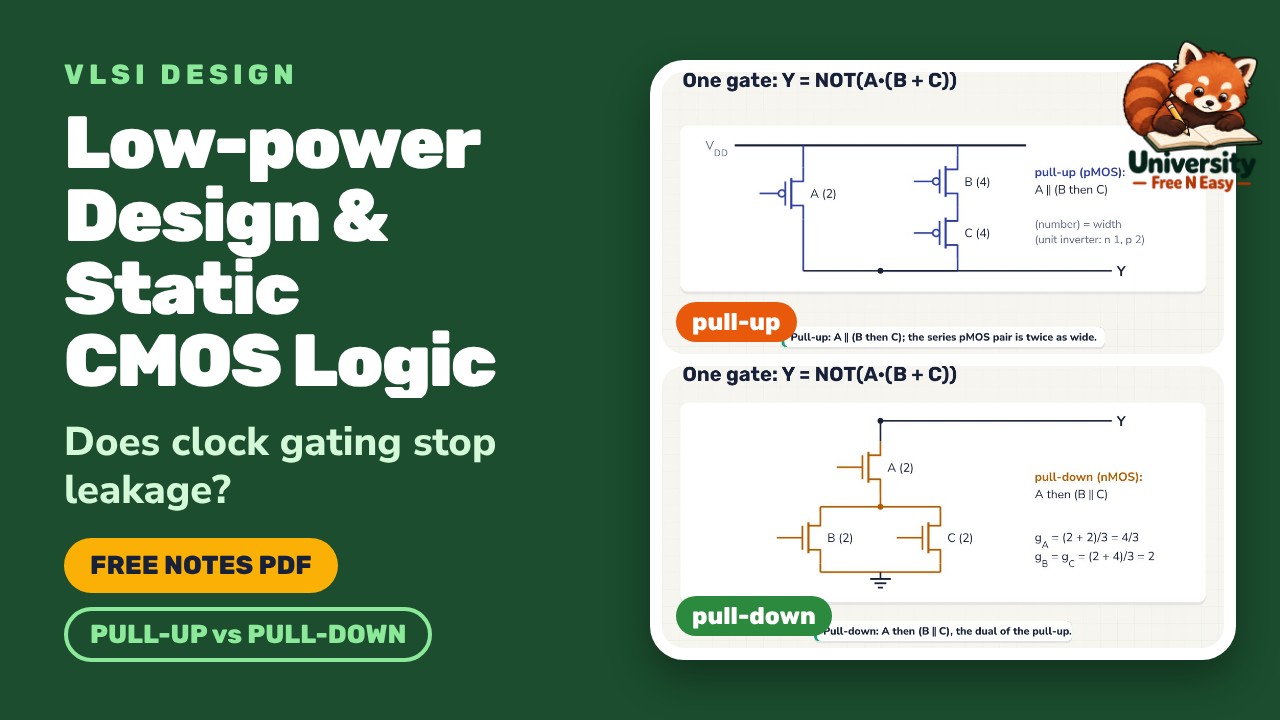 VLSI DESIGN
Low-power
Design &
Static
CMOS Logic
Does clock gating stop
leakage?
FREE NOTES PDF
PULL-UP vs PULL-DOWN
One gate: Y = NOT(A•(B + C))
VDD
A (2)
B (4)
C (4)
pull-up (pMOS):
A ∥ (B then C)
(number) = width
(unit inverter: n 1, p 2)
Y
pull-up
Pull-up: A ∥ (B then C); the series pMOS pair is twice as wide.
University
Free N Easy
One gate: Y = NOT(A•(B + C))
Y
A (2)
B (2)
C (2)
pull-down (nMOS):
A then (B ∥ C)
gA = (2 + 2)/3 = 4/3
gB = gC = (2 + 4)/3 = 2
pull-down
Pull-down: A then (B ∥ C), the dual of the pull-up.